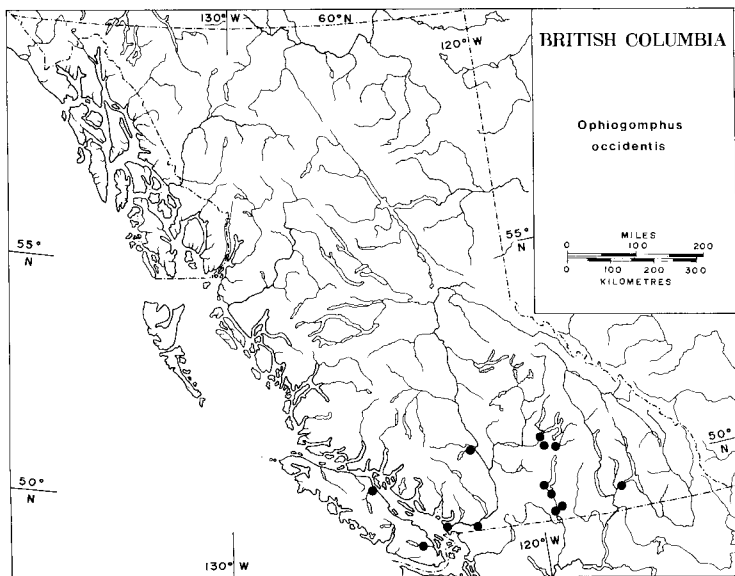 130° W
60° N
120° W
BRITISH COLUMBIA
Ophiogomphus
occidentis
MILES
0 100 200
0 100 200 300
KILOMETRES
55°
N
55°
N
50°
N
50°
N
130° W
120° W